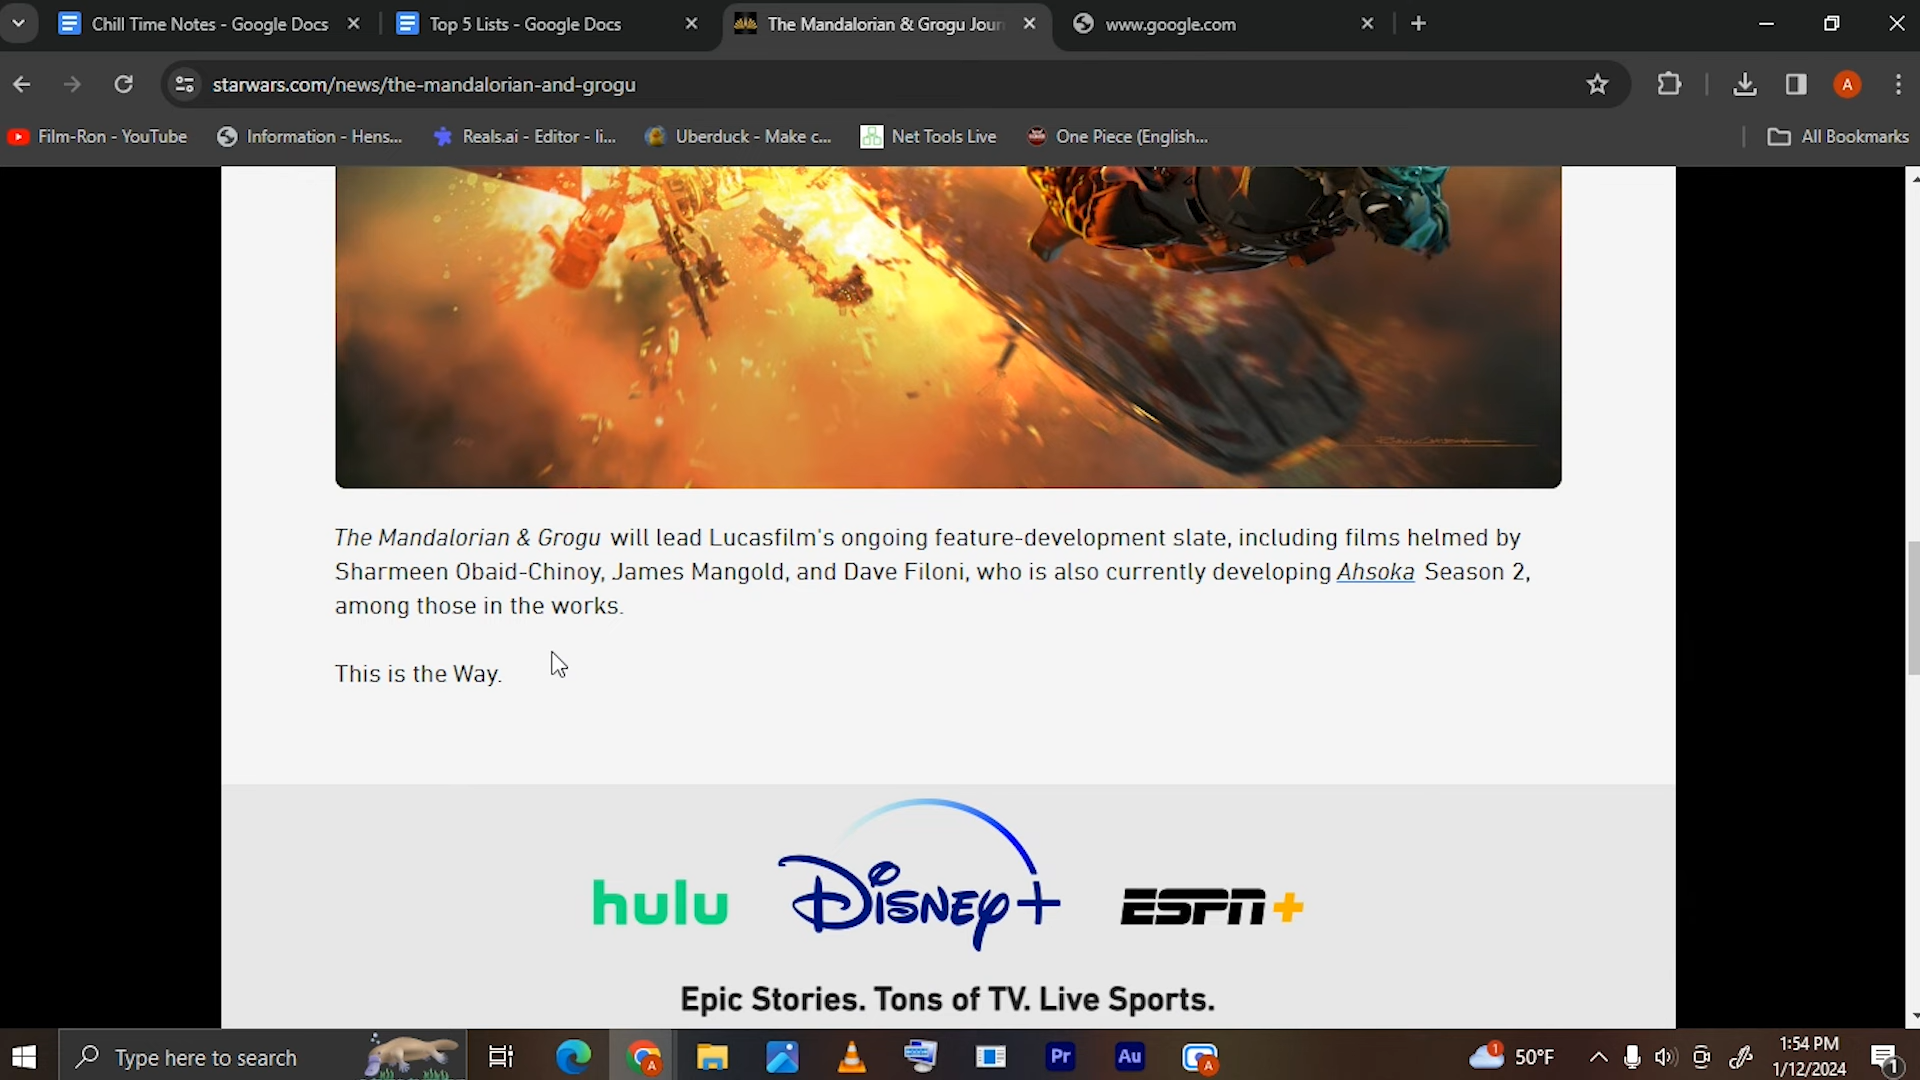 Chill Time Notes - Google Docs
Top 5 Lists - Google Docs
The Mandalorian & Grogu Jour
www.google.com
starwars.com/news/the-mandalorian-and-grogu
A
Film-Ron - YouTube
Information - Hens...
Reals.ai - Editor - li...
Uberduck - Make c...
Net Tools Live
One Piece (English...
All Bookmarks
The Mandalorian & Grogu will lead Lucasfilm's ongoing feature-development slate, including films helmed by
Sharmeen Obaid-Chinoy, James Mangold, and Dave Filoni, who is also currently developing Ahsoka Season 2,
among those in the works.
This is the Way.
hulu
Disney+
ESPN+
Epic Stories. Tons of TV. Live Sports.
Type here to search
A
Pr
Au
A
1
50°F
1:54 PM
1/12/2024
1